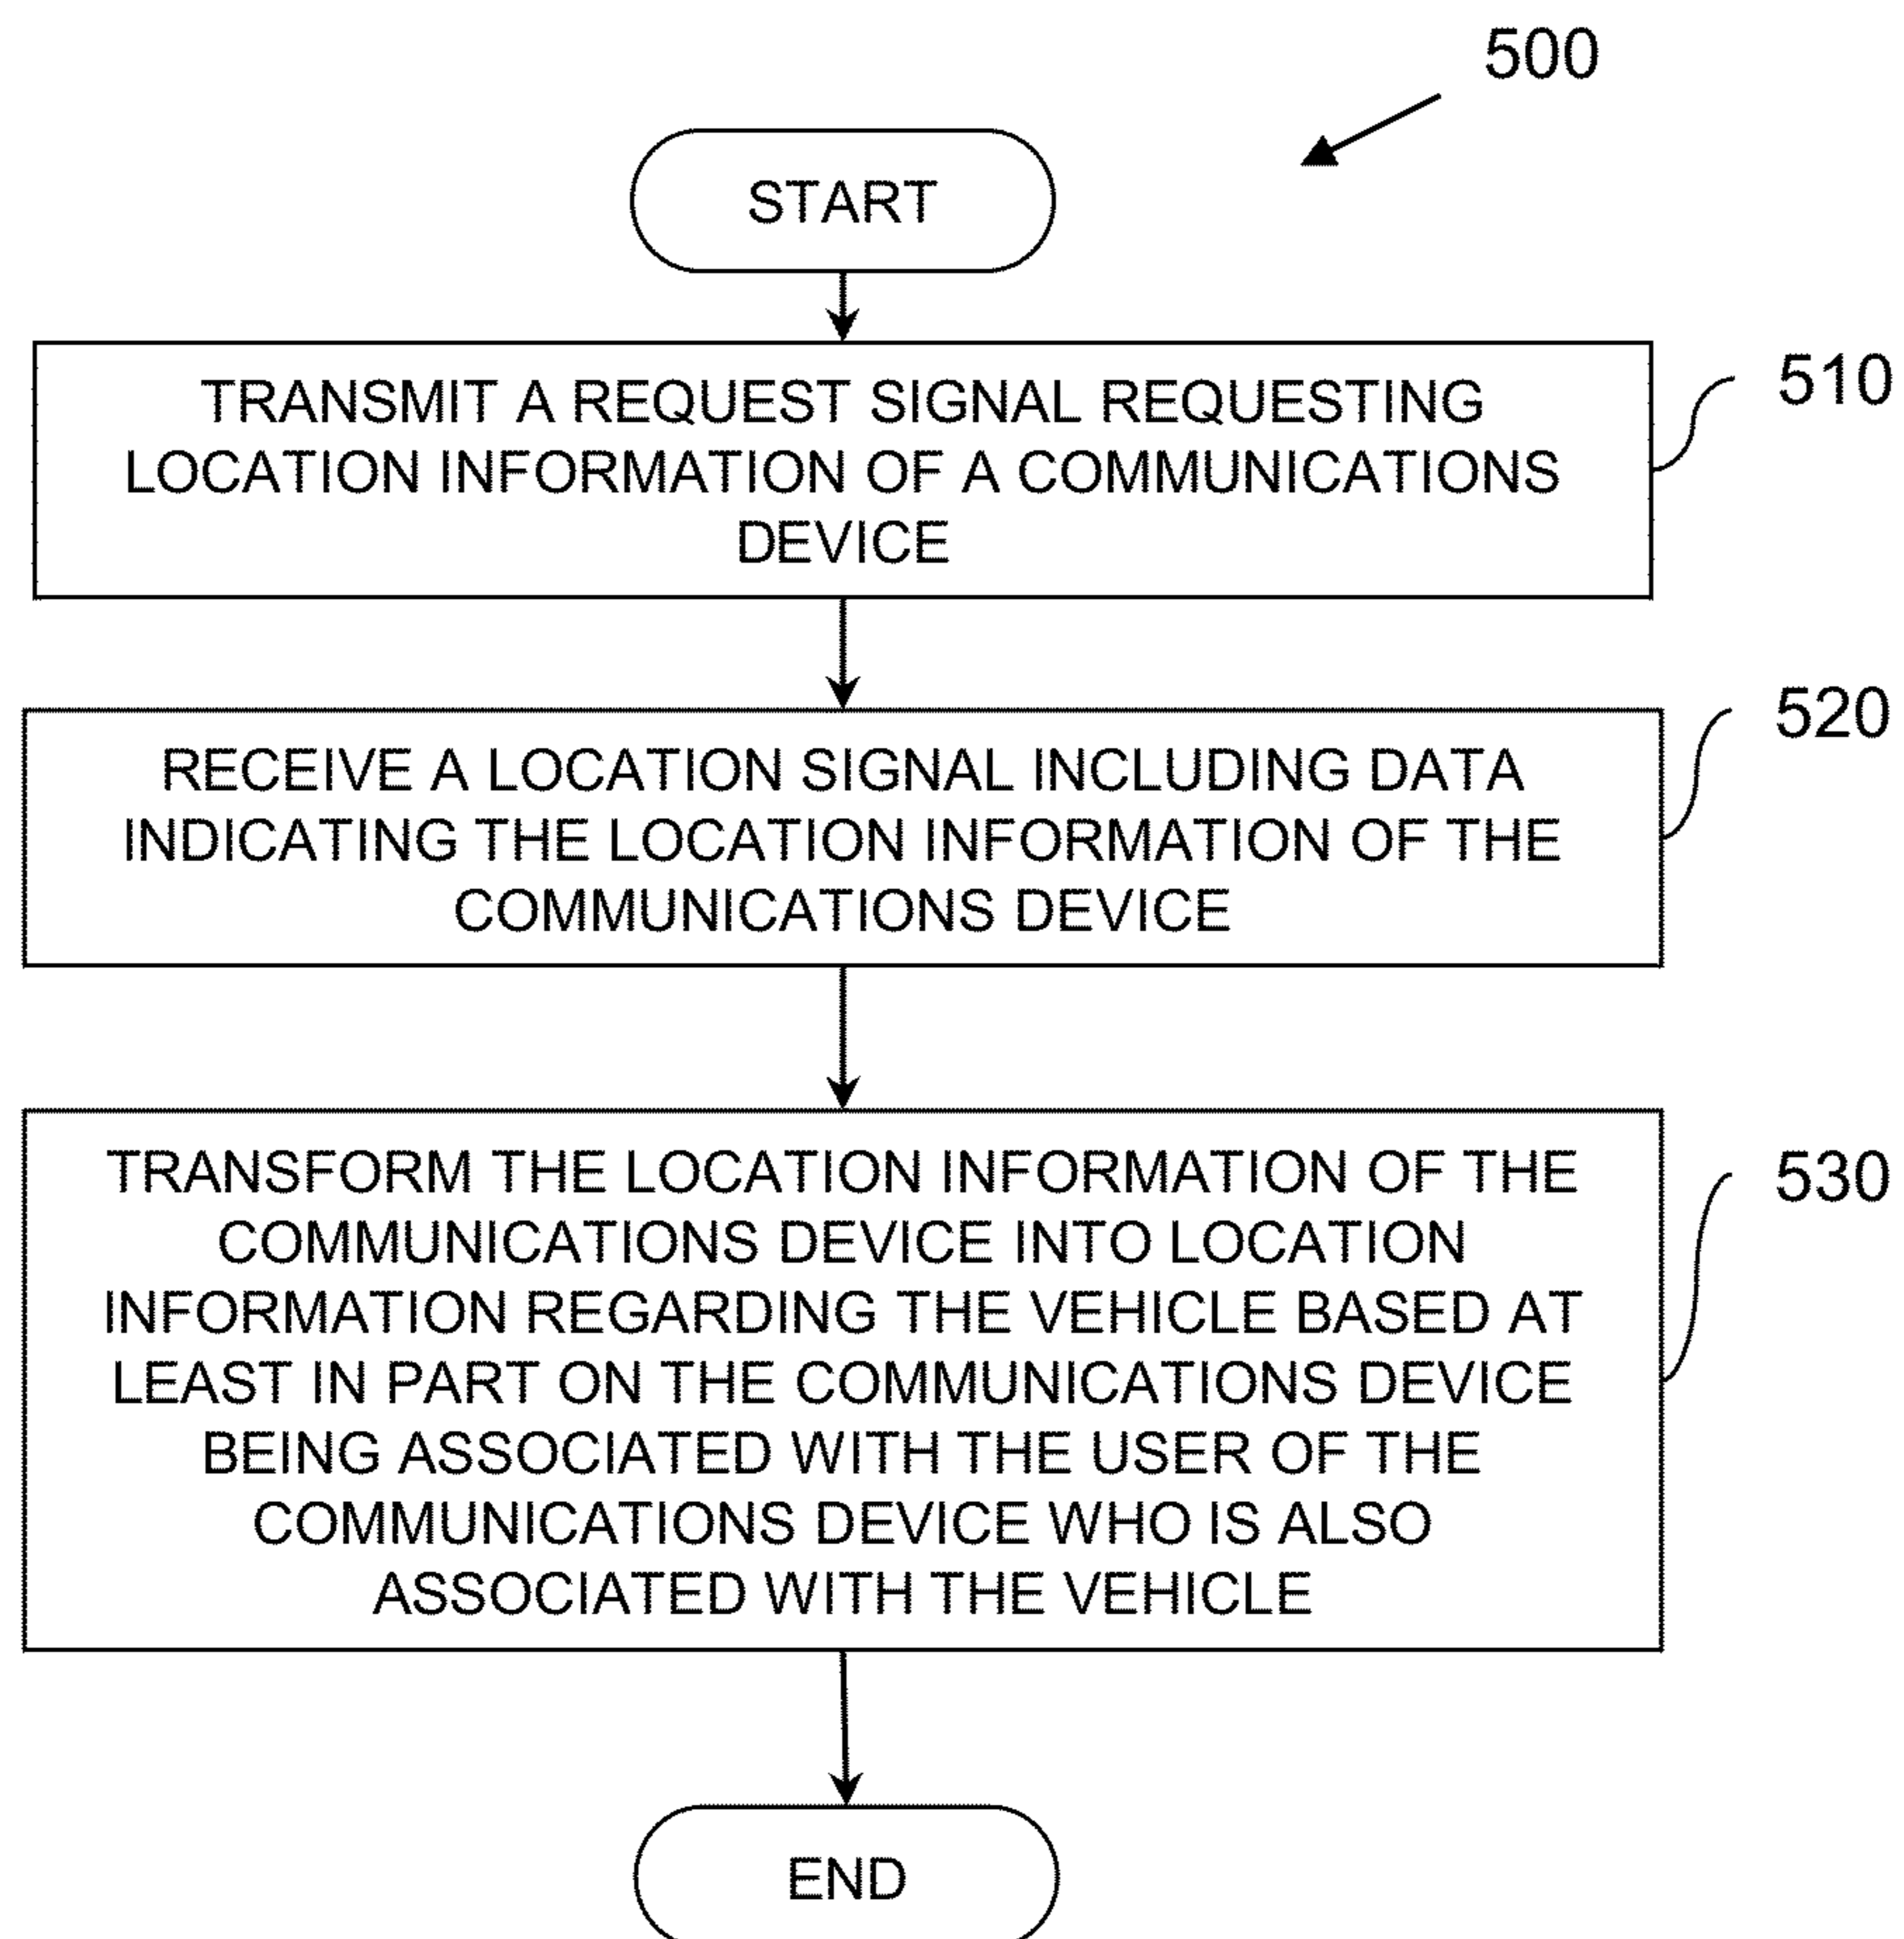 500
START
TRANSMIT A REQUEST SIGNAL REQUESTING
LOCATION INFORMATION OF A COMMUNICATIONS
DEVICE
510
RECEIVE A LOCATION SIGNAL INCLUDING DATA
INDICATING THE LOCATION INFORMATION OF THE
COMMUNICATIONS DEVICE
520
TRANSFORM THE LOCATION INFORMATION OF THE
COMMUNICATIONS DEVICE INTO LOCATION
INFORMATION REGARDING THE VEHICLE BASED AT
LEAST IN PART ON THE COMMUNICATIONS DEVICE
BEING ASSOCIATED WITH THE USER OF THE
COMMUNICATIONS DEVICE WHO IS ALSO
ASSOCIATED WITH THE VEHICLE
530
END